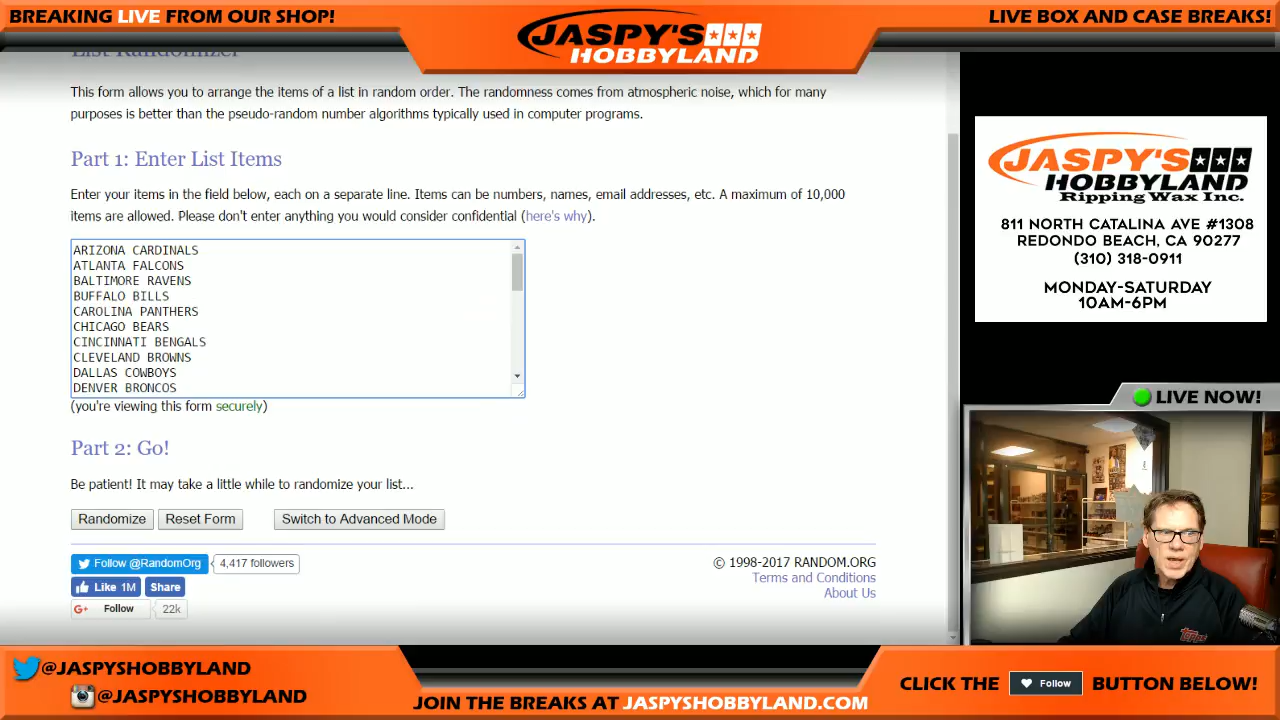 BREAKING LIVE FROM OUR SHOP!
JASPY'S
HOBBYLAND
LIVE BOX AND CASE BREAKS!
List Randomizer
This form allows you to arrange the items of a list in random order. The randomness comes from atmospheric noise, which for many
purposes is better than the pseudo-random number algorithms typically used in computer programs.
Part 1: Enter List Items
Enter your items in the field below, each on a separate line. Items can be numbers, names, email addresses, etc. A maximum of 10,000
items are allowed. Please don't enter anything you would consider confidential (here's why).
ARIZONA CARDINALS
ATLANTA FALCONS
BALTIMORE RAVENS
BUFFALO BILLS
CAROLINA PANTHERS
CHICAGO BEARS
CINCINNATI BENGALS
CLEVELAND BROWNS
DALLAS COWBOYS
DENVER BRONCOS
(you're viewing this form securely)
Part 2: Go!
Be patient! It may take a little while to randomize your list...
Randomize Reset Form Switch to Advanced Mode
Follow @RandomOrg 4,417 followers
Like 1M Share
Follow 22k
© 1998-2017 RANDOM.ORG
Terms and Conditions
About Us
JASPY'S
HOBBYLAND
Ripping Wax Inc.
811 NORTH CATALINA AVE #1308
REDONDO BEACH, CA 90277
(310) 318-0911
MONDAY-SATURDAY
10AM-6PM
LIVE NOW!
Topps
@JASPYSHOBBYLAND
@JASPYSHOBBYLAND
JOIN THE BREAKS AT JASPYSHOBBYLAND.COM
CLICK THE Follow BUTTON BELOW!